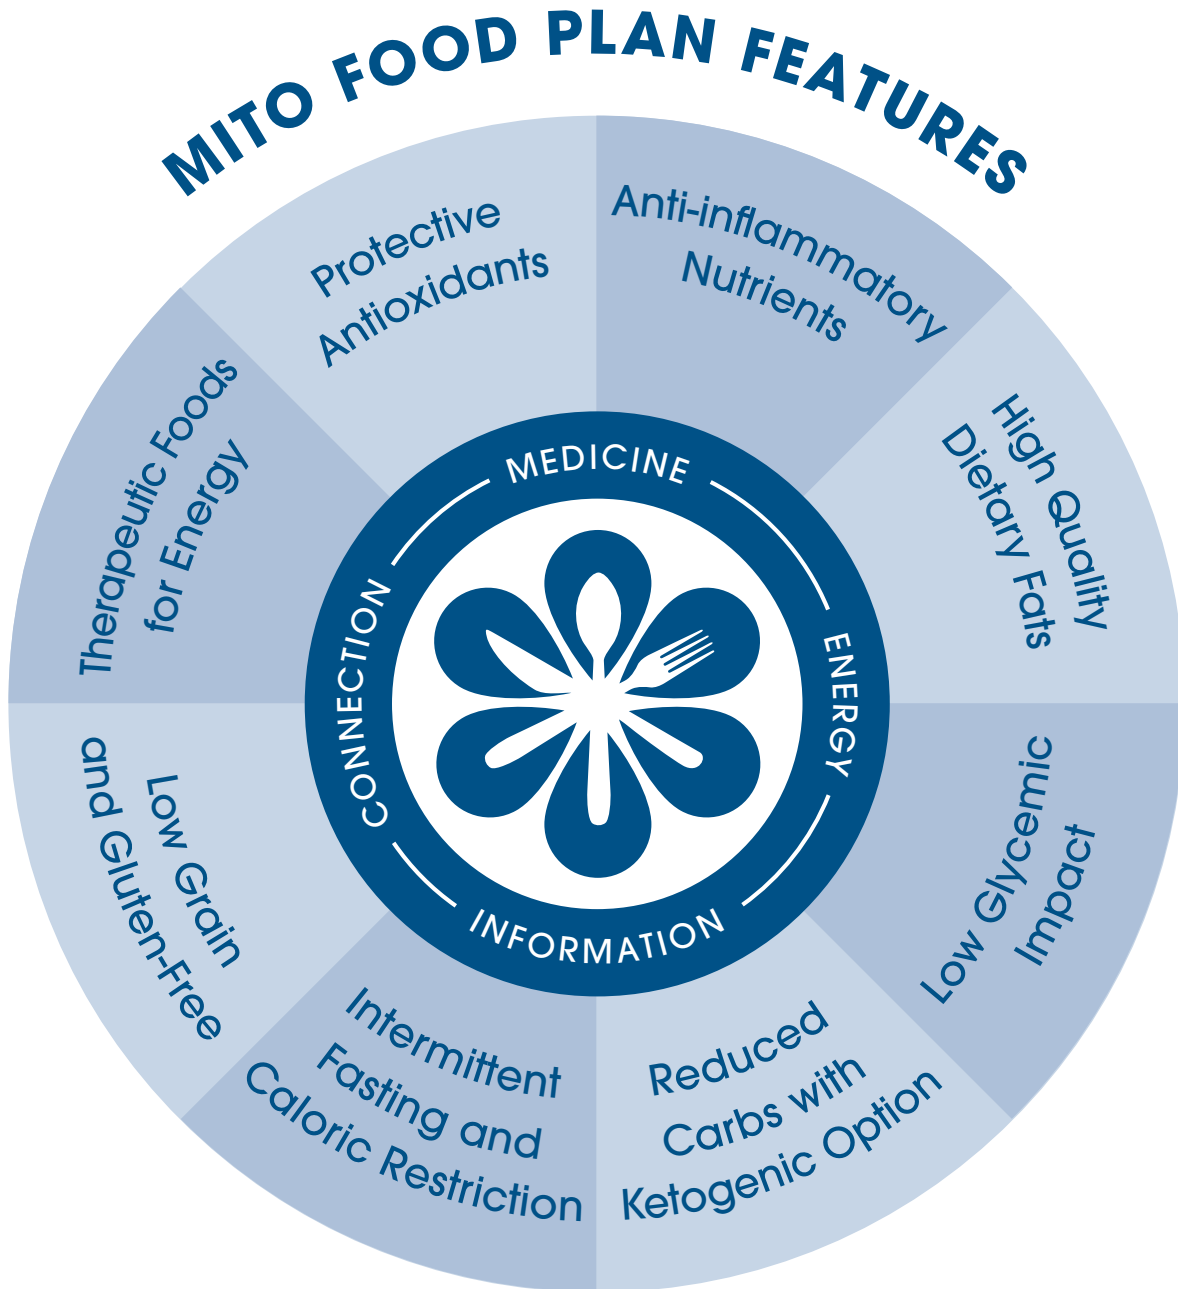 MITO FOOD PLAN FEATURES
Anti-inflammatory
Nutrients
High Quality
Dietary Fats
Low Glycemic
Impact
Reduced
Carbs with
Ketogenic Option
Intermittent
Fasting and
Caloric Restriction
Low Grain
and Gluten-Free
Therapeutic Foods
for Energy
Protective
Antioxidants
MEDICINE
ENERGY
INFORMATION
CONNECTION